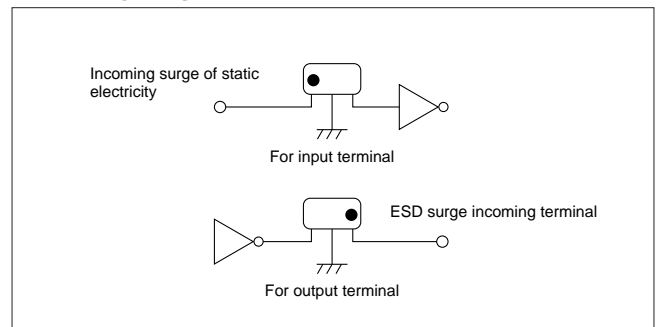 Incoming surge of static
electricity
For input terminal
ESD surge incoming terminal
For output terminal